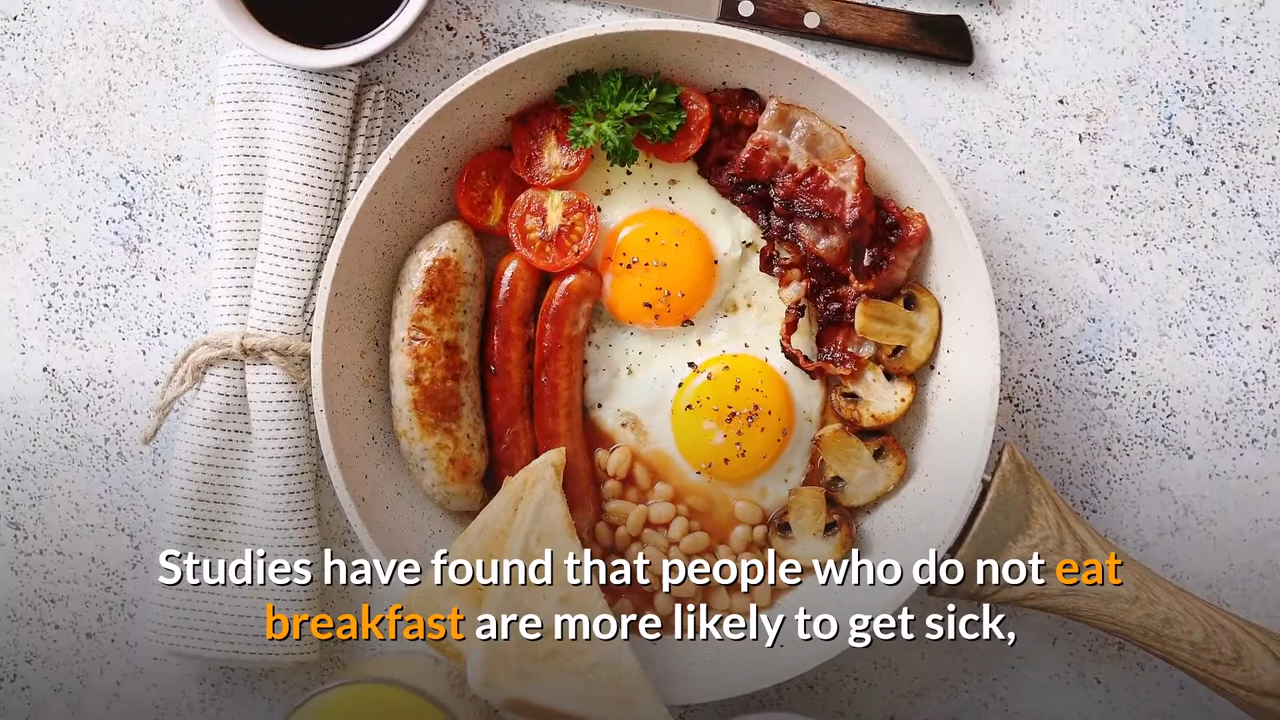 Studies have found that people who do not eat
breakfast are more likely to get sick,